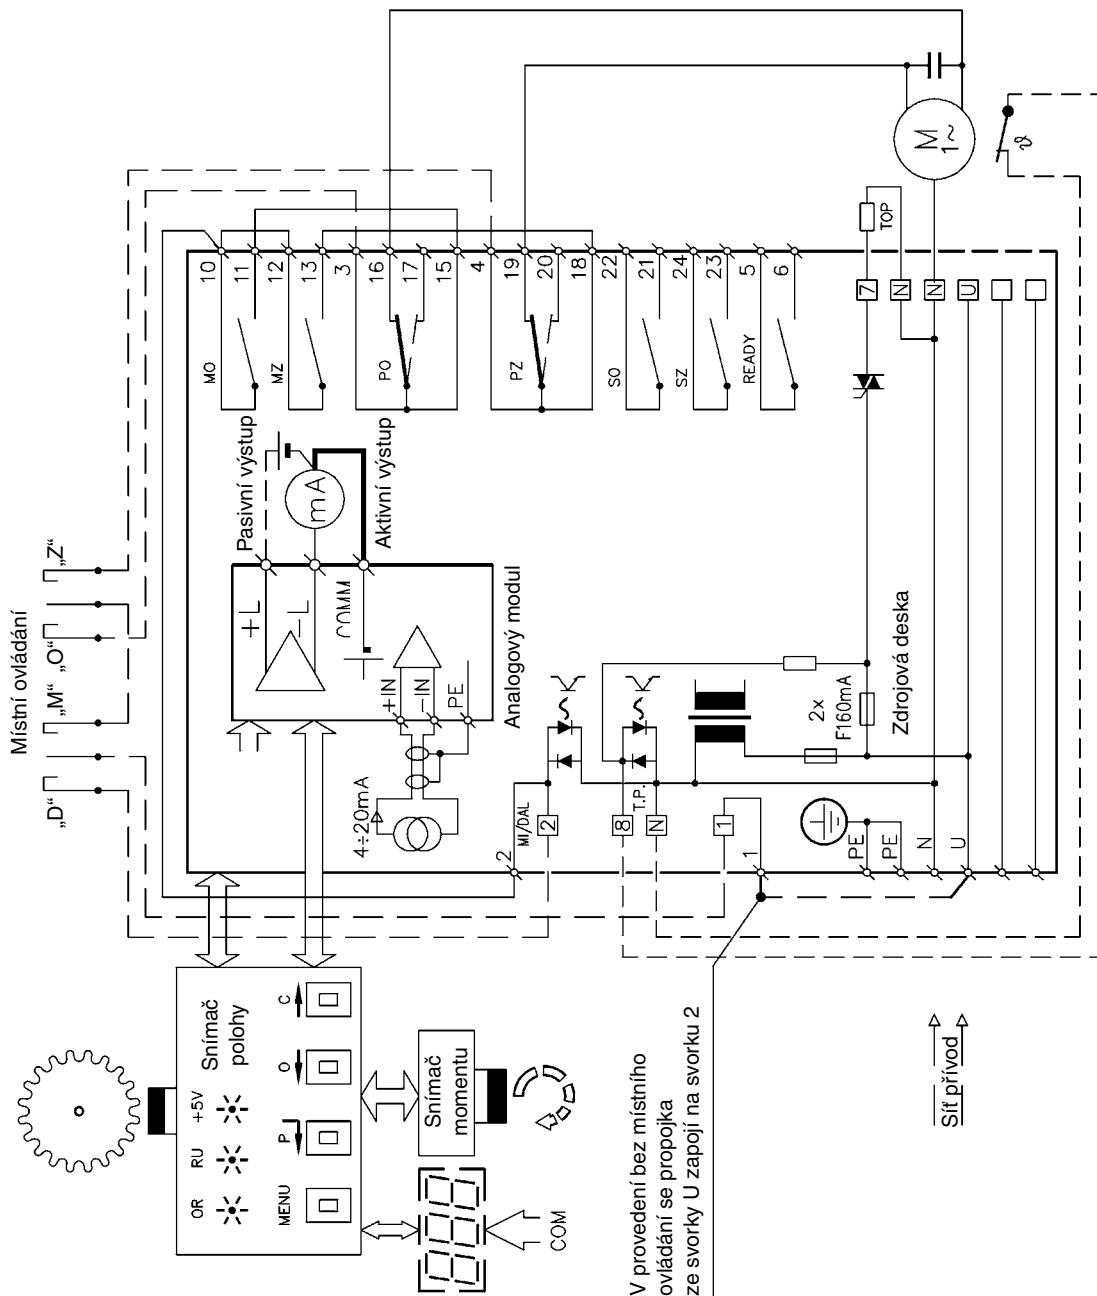 Místní ovládání
„D“ „M“ „O“ „Z“
Snímač
polohy
OR RU +5V
MENU P O C
Snímač
momentu
COM
V provedení bez místního
ovládání se propojka
ze svorky U zapojí na svorku 2
Síť přívod
Pasivní výstup
Aktivní výstup
mA
+L
–L
COMM
+IN
–IN
PE
Analogový modul
4÷20mA
2
MI/DAL
2
8
T.P.
N
1
1
PE
PE
N
U
2x
F160mA
Zdrojová deska
MO
MZ
PO
PZ
SO
SZ
READY
10
11
12
13
3
16
17
15
4
19
20
18
22
21
24
23
5
6
7
N
N
U
TOP
M
1~
ϑ